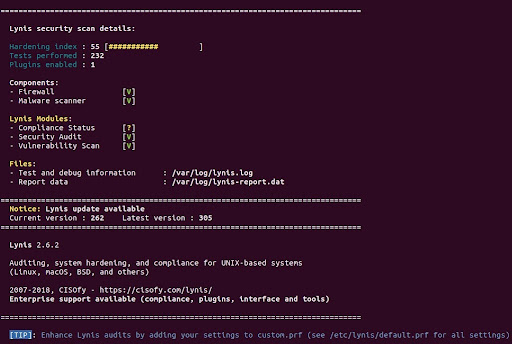 ================================================================================
Lynis security scan details:
Hardening index : 55 [###########         ]
Tests performed : 232
Plugins enabled : 1
Components:
- Firewall               [V]
- Malware scanner        [V]
Lynis Modules:
- Compliance Status      [?]
- Security Audit         [V]
- Vulnerability Scan     [V]
Files:
- Test and debug information      : /var/log/lynis.log
- Report data                     : /var/log/lynis-report.dat
================================================================================
Notice: Lynis update available
Current version : 262    Latest version : 305
================================================================================
Lynis 2.6.2
Auditing, system hardening, and compliance for UNIX-based systems
(Linux, macOS, BSD, and others)
2007-2018, CISOfy - https://cisofy.com/lynis/
Enterprise support available (compliance, plugins, interface and tools)
================================================================================
[TIP]: Enhance Lynis audits by adding your settings to custom.prf (see /etc/lynis/default.prf for all settings)